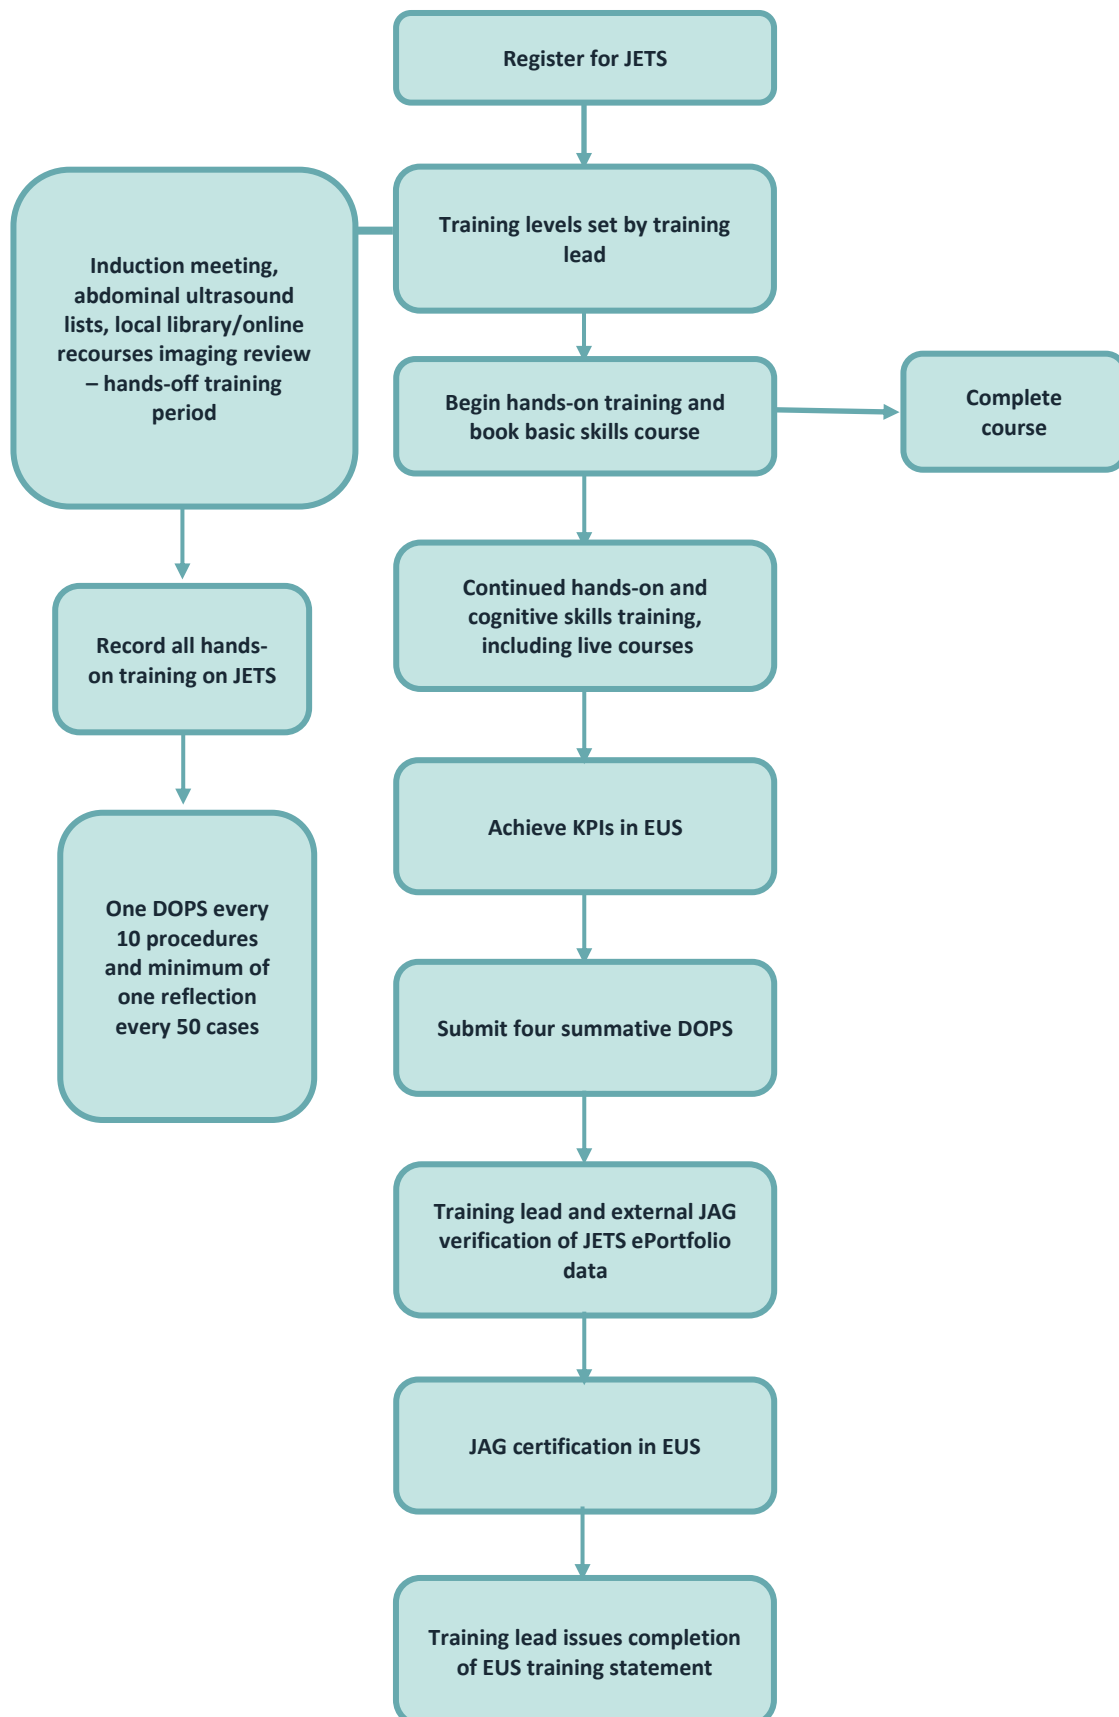 Register for JETS
Training levels set by training
lead
Induction meeting,
abdominal ultrasound
lists, local library/online
recourses imaging review
– hands-off training
period
Begin hands-on training and
book basic skills course
Complete
course
Continued hands-on and
cognitive skills training,
including live courses
Record all hands-
on training on JETS
Achieve KPIs in EUS
One DOPS every
10 procedures
and minimum of
one reflection
every 50 cases
Submit four summative DOPS
Training lead and external JAG
verification of JETS ePortfolio
data
JAG certification in EUS
Training lead issues completion
of EUS training statement